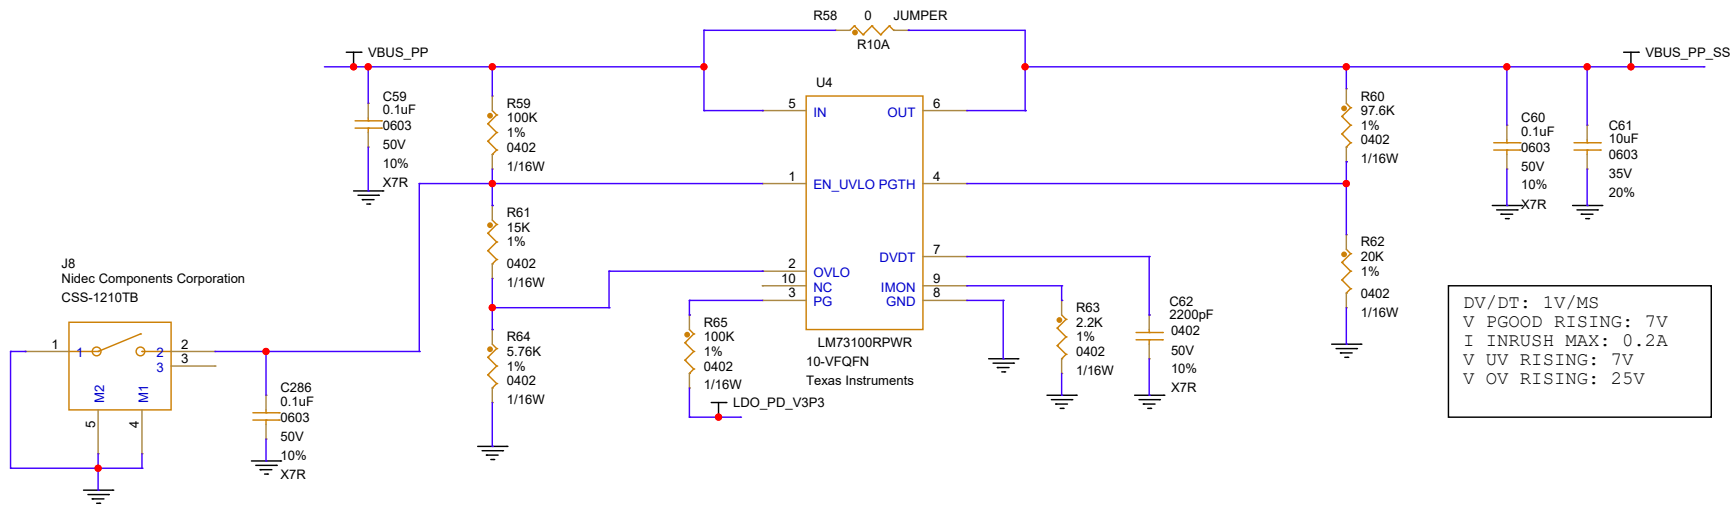 R58 0 JUMPER
R10A
VBUS_PP
VBUS_PP_SS
C59
0.1uF
0603
50V
10%
X7R
R59
100K
1%
0402
1/16W
U4
5 IN
OUT 6
1 EN_UVLO
PGTH 4
DVDT 7
2 OVLO
10 NC
3 PG
IMON 9
GND 8
LM73100RPWR
10-VFQFN
Texas Instruments
R60
97.6K
1%
0402
1/16W
C60
0.1uF
0603
50V
10%
X7R
C61
10uF
0603
35V
20%
R61
15K
1%
0402
1/16W
R62
20K
1%
0402
1/16W
J8
Nidec Components Corporation
CSS-1210TB
1 1
2 2
3 3
M2 M1
5 4
C286
0.1uF
0603
50V
10%
X7R
R64
5.76K
1%
0402
1/16W
R65
100K
1%
0402
1/16W
LDO_PD_V3P3
R63
2.2K
1%
0402
1/16W
C62
2200pF
0402
50V
10%
X7R
DV/DT: 1V/MS
V PGOOD RISING: 7V
I INRUSH MAX: 0.2A
V UV RISING: 7V
V OV RISING: 25V